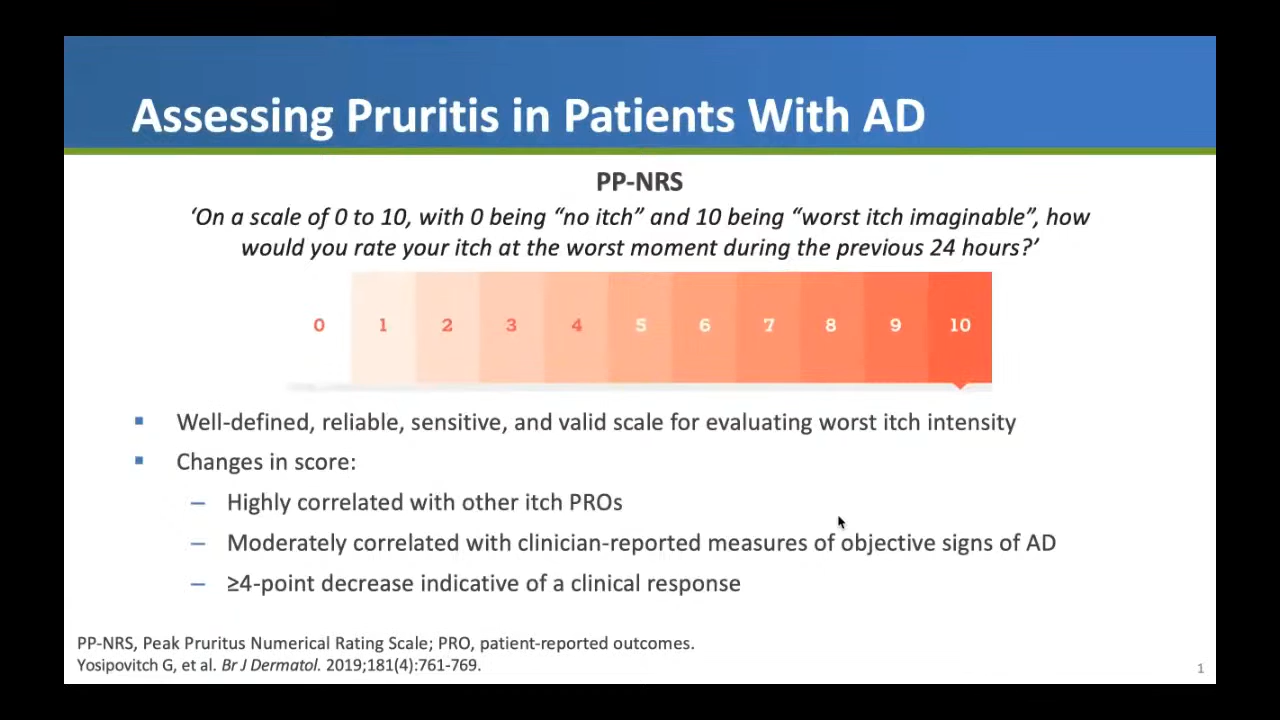 Assessing Pruritis in Patients With AD
PP-NRS
‘On a scale of 0 to 10, with 0 being “no itch” and 10 being “worst itch imaginable”, how
would you rate your itch at the worst moment during the previous 24 hours?’
0 1 2 3 4 5 6 7 8 9 10
▪ Well-defined, reliable, sensitive, and valid scale for evaluating worst itch intensity
▪ Changes in score:
– Highly correlated with other itch PROs
– Moderately correlated with clinician-reported measures of objective signs of AD
– ≥4-point decrease indicative of a clinical response
PP-NRS, Peak Pruritus Numerical Rating Scale; PRO, patient-reported outcomes.
Yosipovitch G, et al. Br J Dermatol. 2019;181(4):761-769.
1